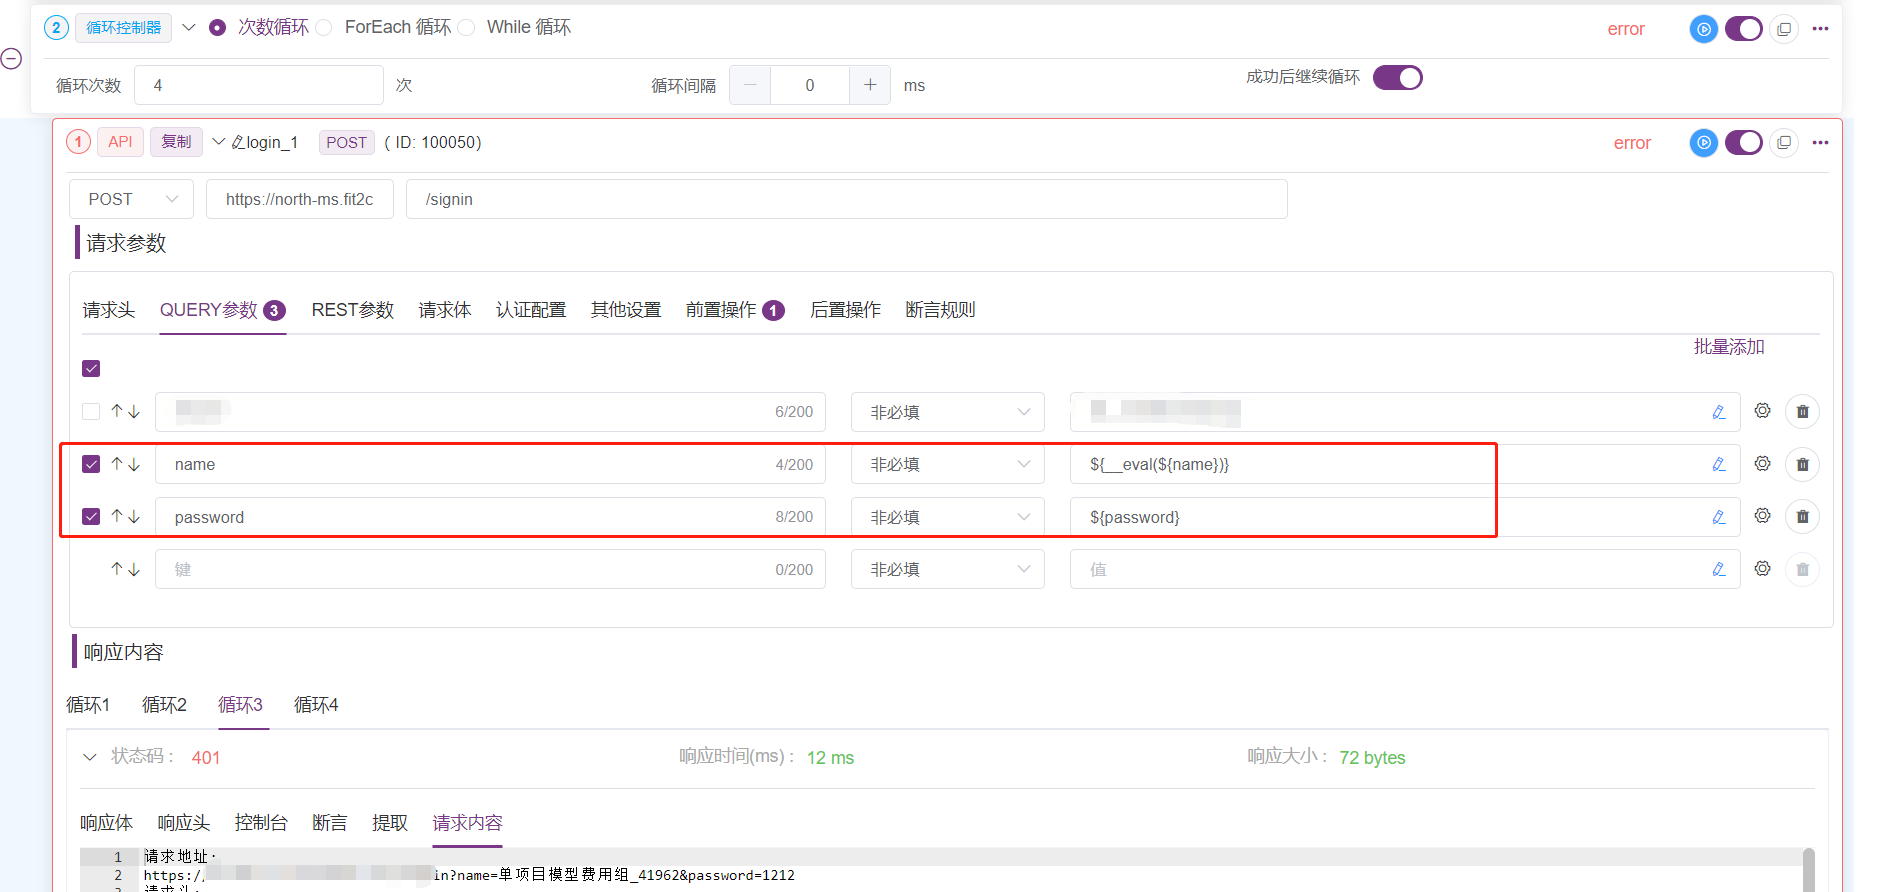 2 循环控制器 次数循环 ForEach 循环 While 循环 error
循环次数 4 次 循环间隔 0 ms 成功后继续循环
1 API 复制 login_1 POST ( ID: 100050) error
POST https://north-ms.fit2c /signin
请求参数
请求头 QUERY参数 3 REST参数 请求体 认证配置 其他设置 前置操作 1 后置操作 断言规则
批量添加
6/200 非必填
name 4/200 非必填 ${__eval(${name})}
password 8/200 非必填 ${password}
键 0/200 非必填 值
响应内容
循环1 循环2 循环3 循环4
状态码 : 401 响应时间(ms) : 12 ms 响应大小 : 72 bytes
响应体 响应头 控制台 断言 提取 请求内容
1 请求地址:
2 https:/ in?name=单项目模型费用组_41962&password=1212
请求头: